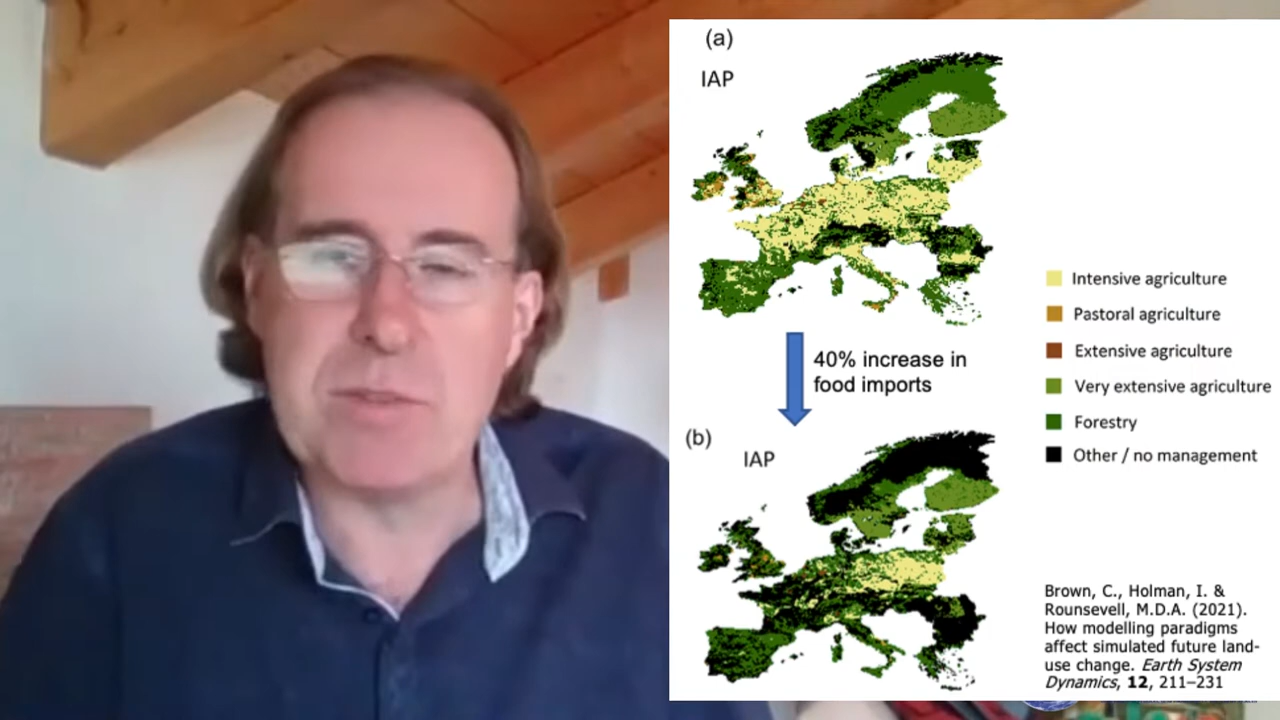 (a)
IAP
Intensive agriculture
Pastoral agriculture
Extensive agriculture
Very extensive agriculture
Forestry
Other / no management
40% increase in
food imports
(b)
IAP
Brown, C., Holman, I. &
Rounsevell, M.D.A. (2021).
How modelling paradigms
affect simulated future land-
use change. Earth System
Dynamics, 12, 211–231